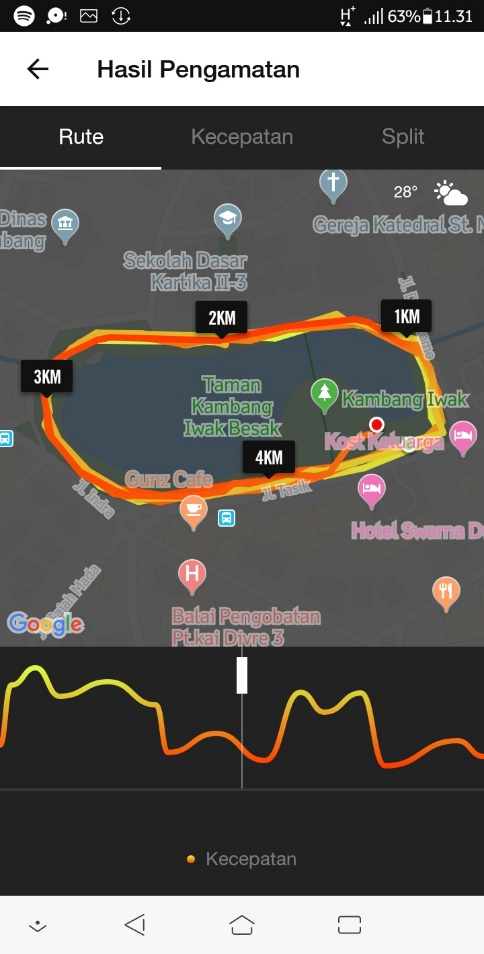 H+ 63% 11.31
Hasil Pengamatan
Rute Kecepatan Split
28°
Dinas
bang
Gereja Katedral St. M
Sekolah Dasar
Kartika II-3
1KM
2KM
3KM
Taman
Kambang
Iwak Besak
Kambang Iwak
Kost Keluarga
4KM
Gunz Cafe
Jl. Tasik
Jl. Indra
Hotel Swarna D
H
Balai Pengobatan
Pt.kai Divre 3
Google
Kecepatan